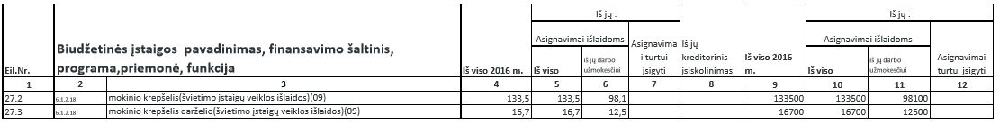 Iš jų :
Iš jų :
Asignavimai išlaidoms
Asignavimai išlaidoms
Eil.Nr.
Biudžetinės įstaigos pavadinimas, finansavimo šaltinis,
programa,priemonė, funkcija
Iš viso 2016 m.
Iš viso
iš jų darbo
užmokesčiui
Asignavima
i turtui
įsigyti
Iš jų
kreditorinis
įsiskolinimas
Iš viso 2016
m.
Iš viso
iš jų darbo
užmokesčiui
Asignavimai
turtui įsigyti
1 2 3 4 5 6 7 8 9 10 11 12
27.2 6.1.2.18 mokinio krepšelis(švietimo įstaigų veiklos išlaidos)(09) 133,5 133,5 98,1 133500 133500 98100
27.3 6.1.2.18 mokinio krepšelis darželio(švietimo įstaigų veiklos išlaidos)(09) 16,7 16,7 12,5 16700 16700 12500